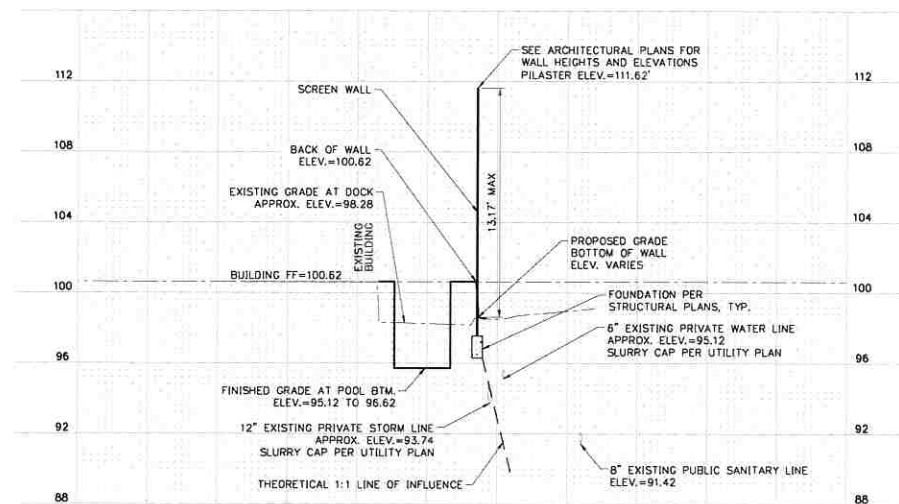 SEE ARCHITECTURAL PLANS FOR
WALL HEIGHTS AND ELEVATIONS
PILASTER ELEV.=111.62'
112
112
SCREEN WALL
108
108
BACK OF WALL
ELEV.=100.62
13.17' MAX
EXISTING GRADE AT DOCK
APPROX. ELEV.=98.28
104
104
EXISTING
BUILDING
PROPOSED GRADE
BOTTOM OF WALL
ELEV. VARIES
BUILDING FF=100.62
100
100
FOUNDATION PER
STRUCTURAL PLANS, TYP.
6" EXISTING PRIVATE WATER LINE
APPROX. ELEV.=95.12
SLURRY CAP PER UTILITY PLAN
96
96
FINISHED GRADE AT POOL BTM.
ELEV.=95.12 TO 96.62
12" EXISTING PRIVATE STORM LINE
APPROX. ELEV.=93.74
SLURRY CAP PER UTILITY PLAN
92
92
THEORETICAL 1:1 LINE OF INFLUENCE
8" EXISTING PUBLIC SANITARY LINE
ELEV.=91.42
88
88